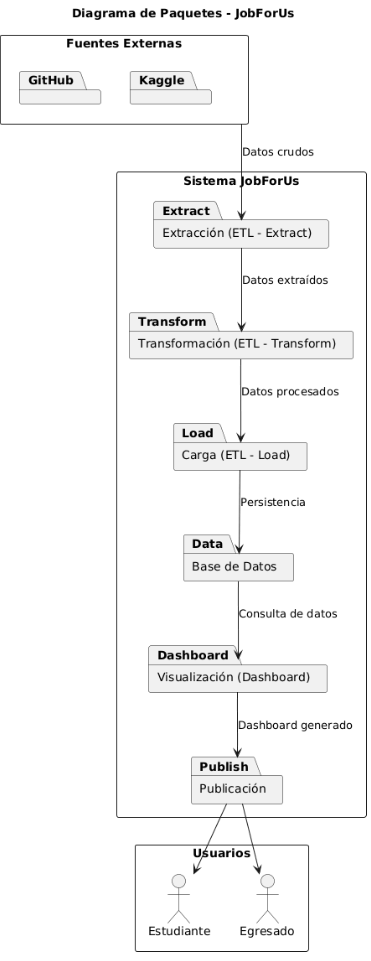 Diagrama de Paquetes - JobForUs
Fuentes Externas
GitHub
Kaggle
Datos crudos
Sistema JobForUs
Extract
Extracción (ETL - Extract)
Datos extraídos
Transform
Transformación (ETL - Transform)
Datos procesados
Load
Carga (ETL - Load)
Persistencia
Data
Base de Datos
Consulta de datos
Dashboard
Visualización (Dashboard)
Dashboard generado
Publish
Publicación
Usuarios
Estudiante
Egresado